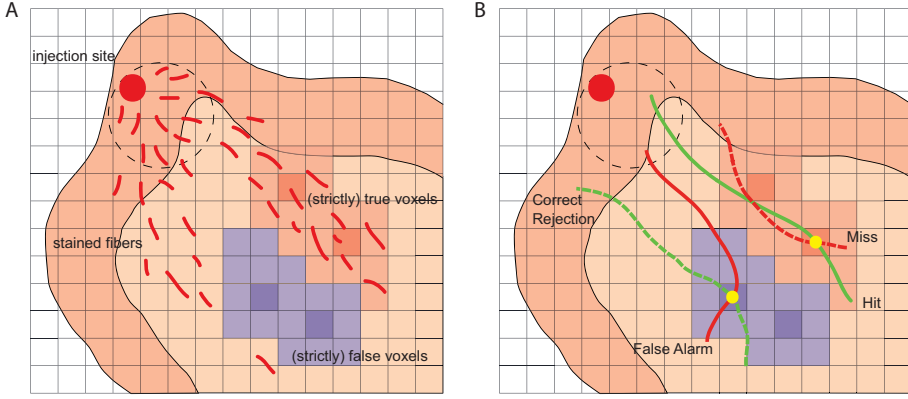 A
injection site
(strictly) true voxels
stained fibers
(strictly) false voxels
B
Correct
Rejection
Miss
Hit
False Alarm